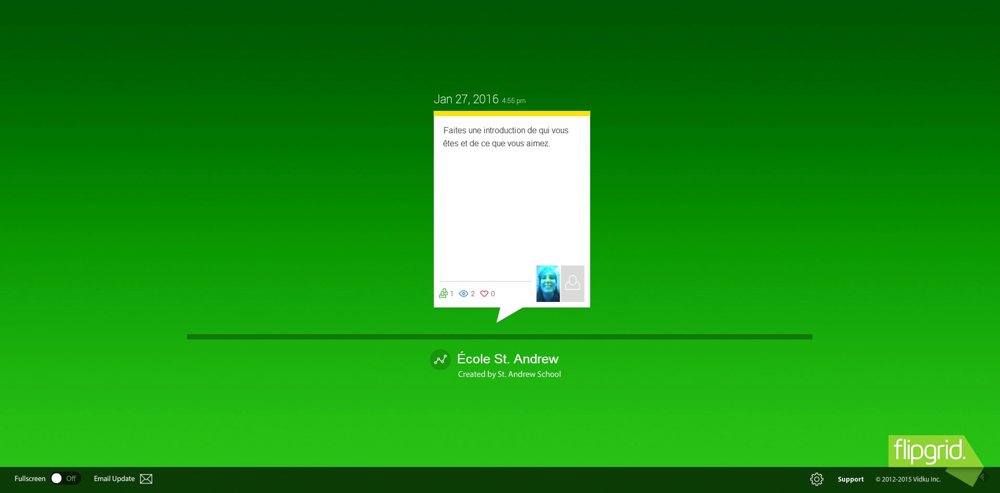 Jan 27, 2016 4:56 pm
Faites une introduction de qui vous
êtes et de ce que vous aimez.
1 2 0
École St. Andrew
Created by St. Andrew School
flipgrid.
Fullscreen Off Email Update Support © 2012-2015 Vidku Inc.